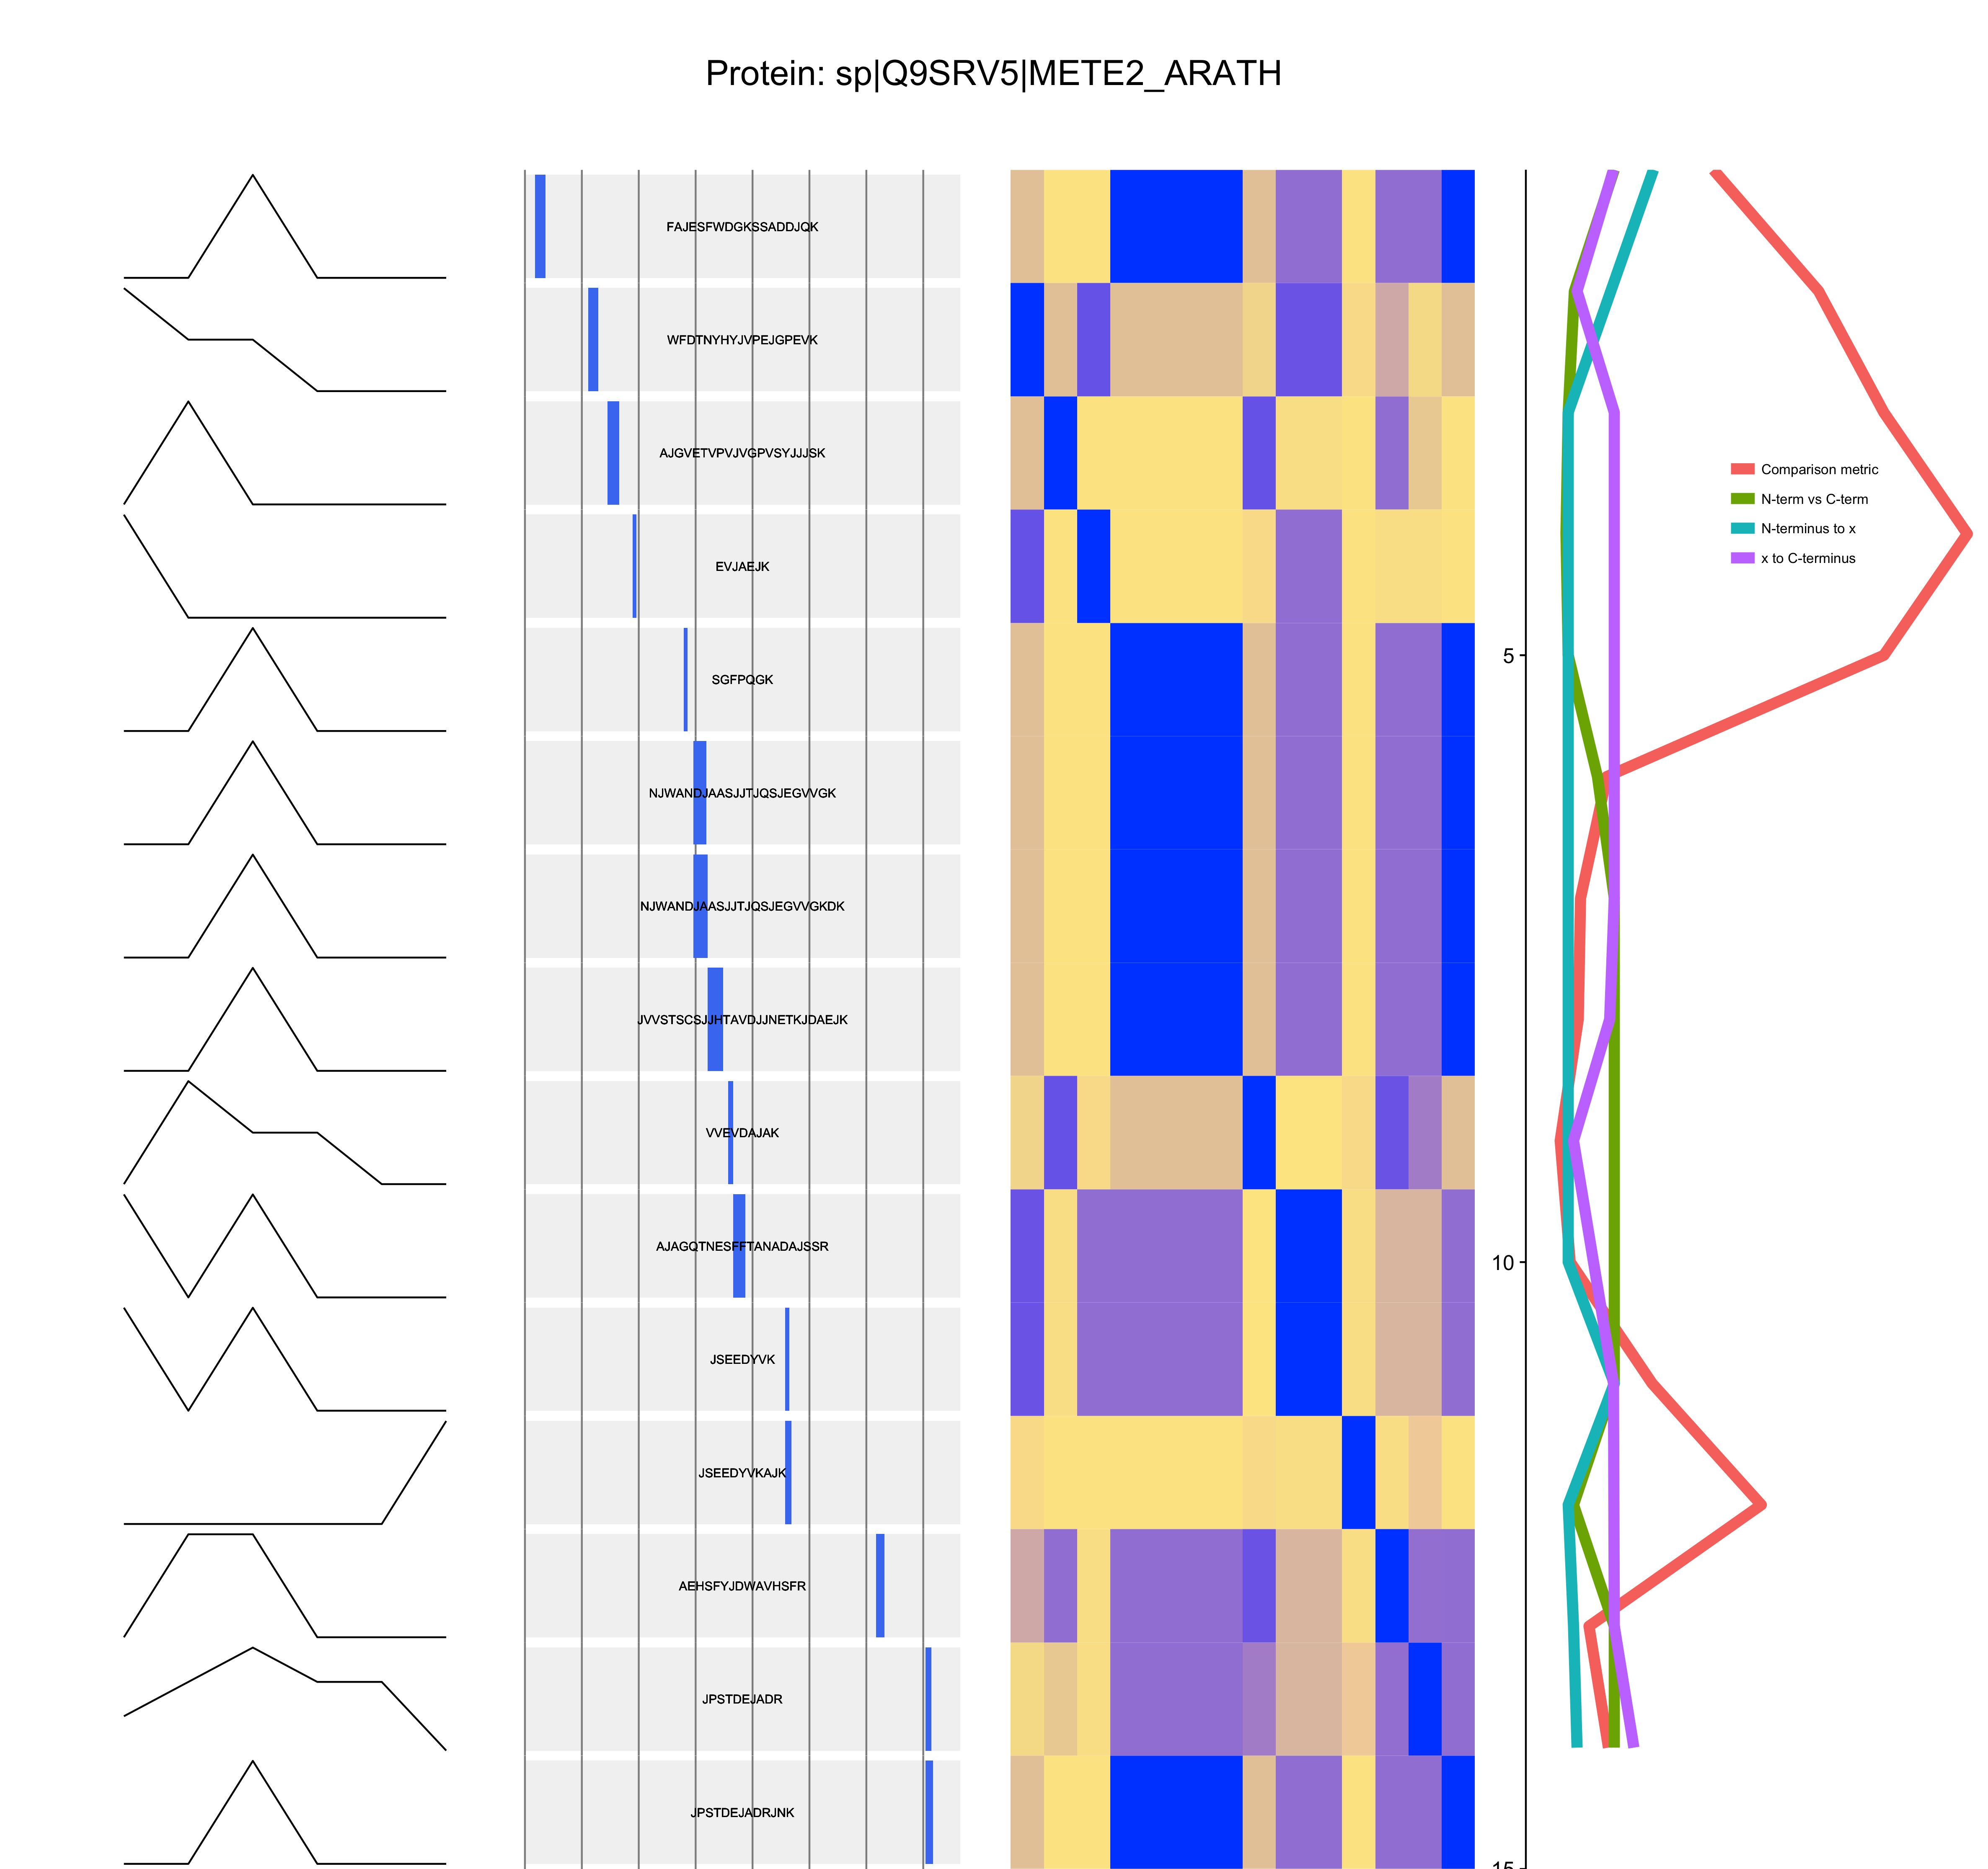 Protein: sp|Q9SRV5|METE2_ARATH
FAJESFWDGKSSADDJQK
WFDTNYHYJVPEJGPEVK
AJGVETVPVJVGPVSYJJJSK
Comparison metric
N-term vs C-term
N-terminus to x
x to C-terminus
EVJAEJK
5
SGFPQGK
NJWANDJAASJJTJQSJEGVVGK
NJWANDJAASJJTJQSJEGVVGKDK
JVVSTSCSJJHTAVDJJNETKJDAEJK
VVEVDAJAK
AJAGQTNESFFTANADAJSSR
10
JSEEDYVK
JSEEDYVKAJK
AEHSFYJDWAVHSFR
JPSTDEJADR
JPSTDEJADRJNK
15